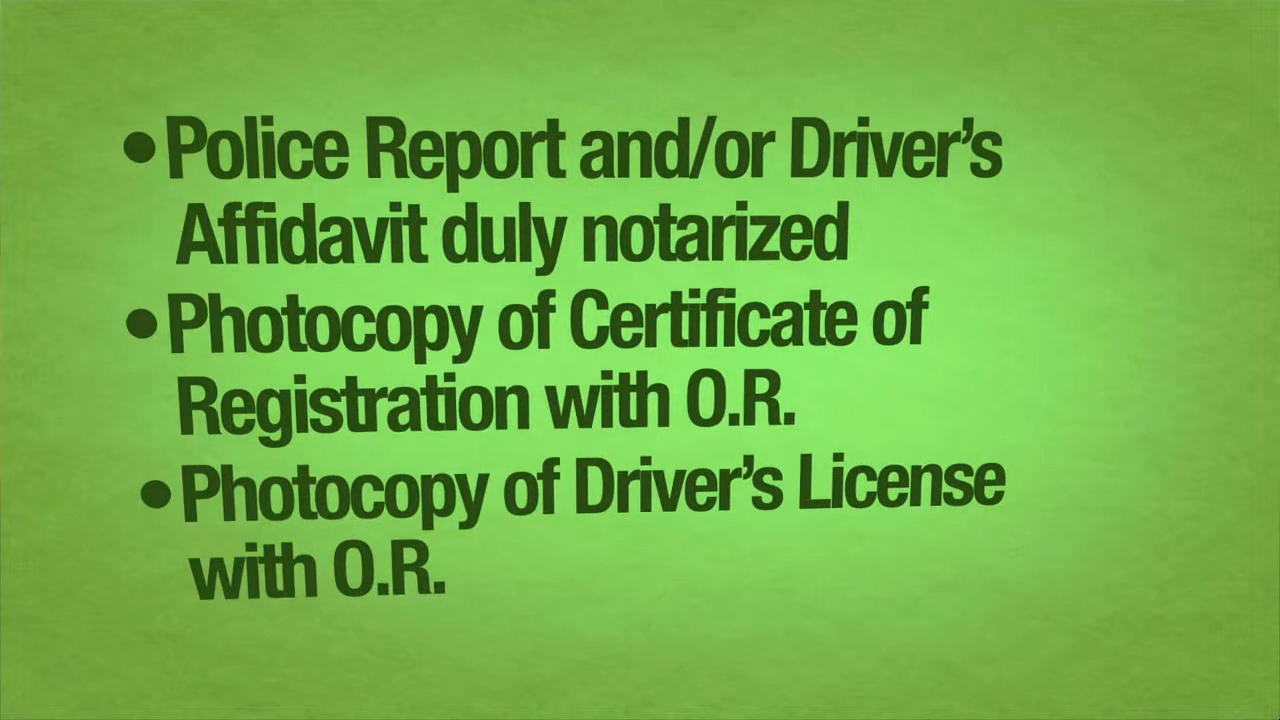 •Police Report and/or Driver’s
Affidavit duly notarized
•Photocopy of Certificate of
Registration with O.R.
•Photocopy of Driver’s License
with O.R.